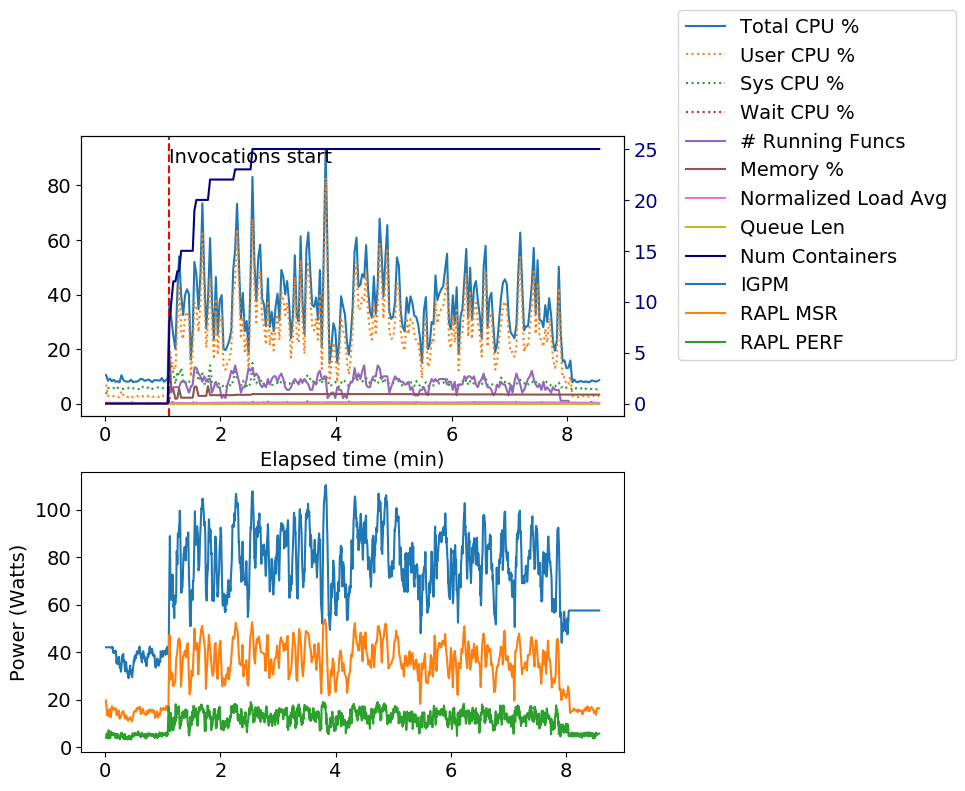 Total CPU %
User CPU %
Sys CPU %
Wait CPU %
# Running Funcs
Memory %
Normalized Load Avg
Queue Len
Num Containers
IGPM
RAPL MSR
RAPL PERF
Invocations start
80
60
40
20
0
25
20
15
10
5
0
0 2 4 6 8
Elapsed time (min)
Power (Watts)
100
80
60
40
20
0
0 2 4 6 8